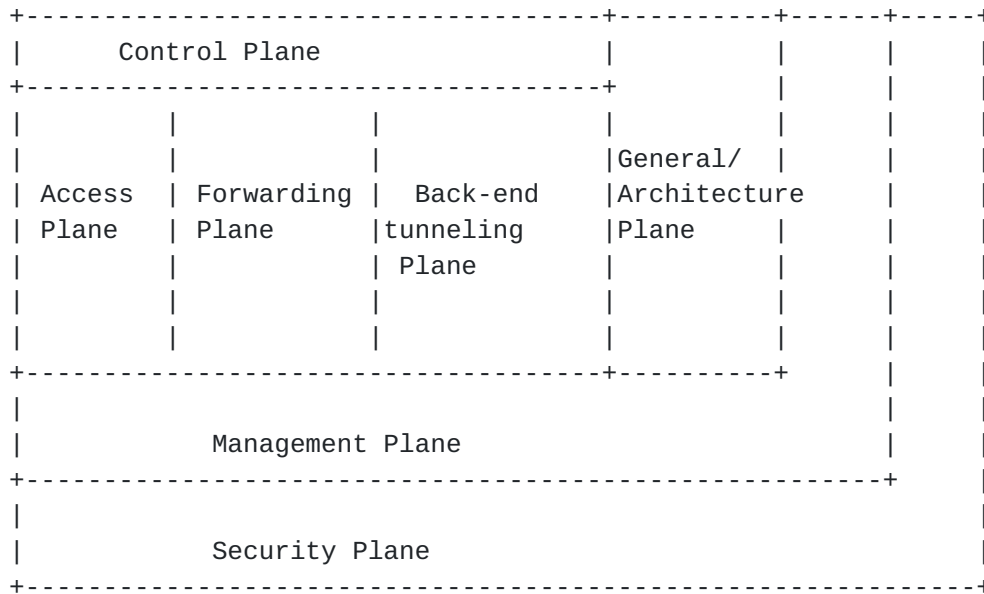 Control Plane
General/
Access Forwarding Back-end Architecture
Plane Plane tunneling Plane
Plane
Management Plane
Security Plane